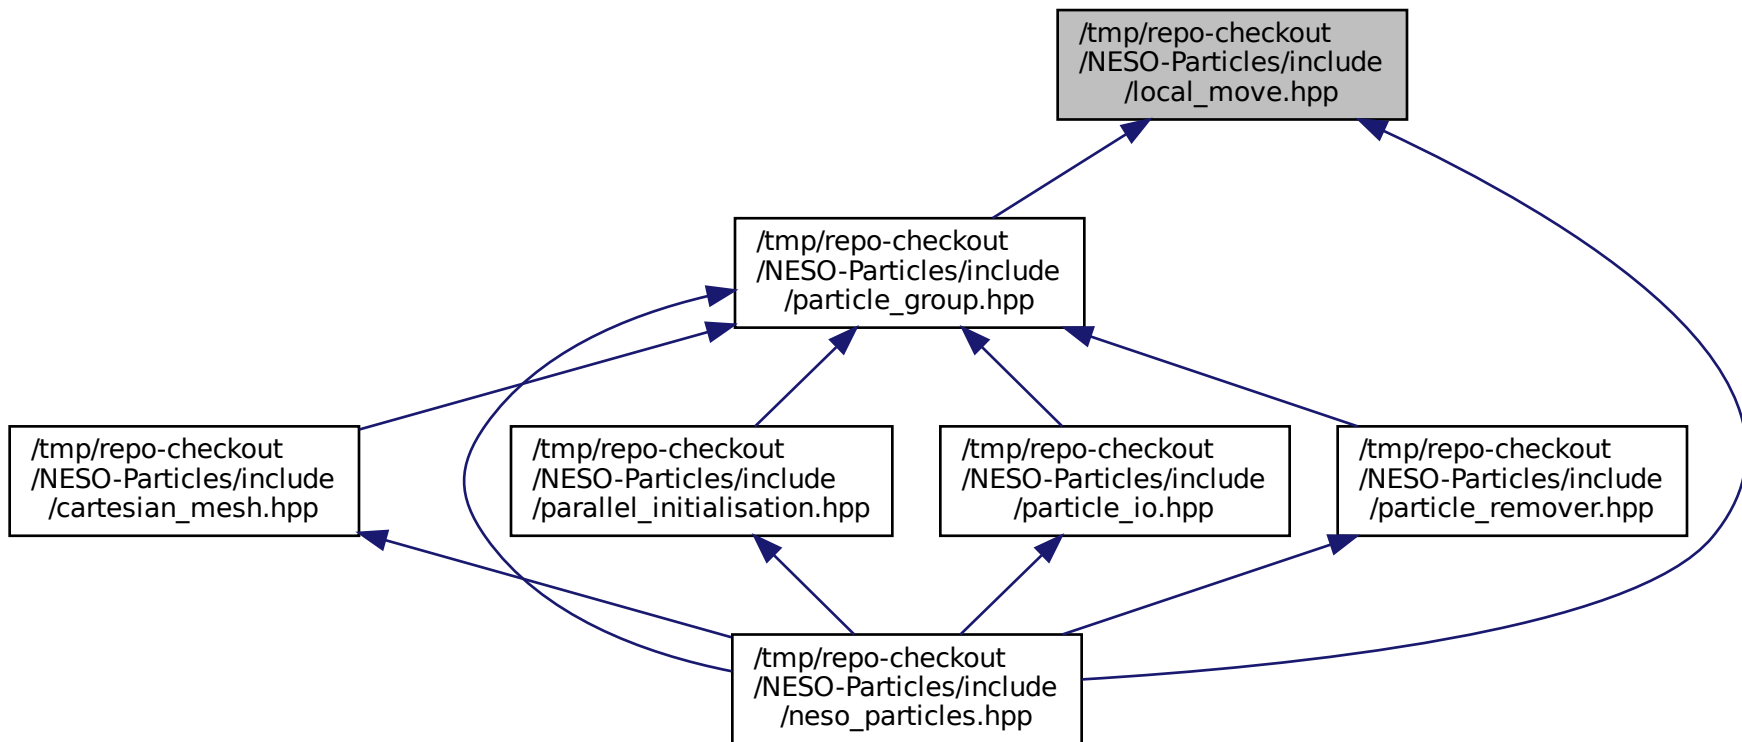 /tmp/repo-checkout
/NESO-Particles/include
/local_move.hpp
/tmp/repo-checkout
/NESO-Particles/include
/particle_group.hpp
/tmp/repo-checkout
/NESO-Particles/include
/cartesian_mesh.hpp
/tmp/repo-checkout
/NESO-Particles/include
/parallel_initialisation.hpp
/tmp/repo-checkout
/NESO-Particles/include
/particle_io.hpp
/tmp/repo-checkout
/NESO-Particles/include
/particle_remover.hpp
/tmp/repo-checkout
/NESO-Particles/include
/neso_particles.hpp